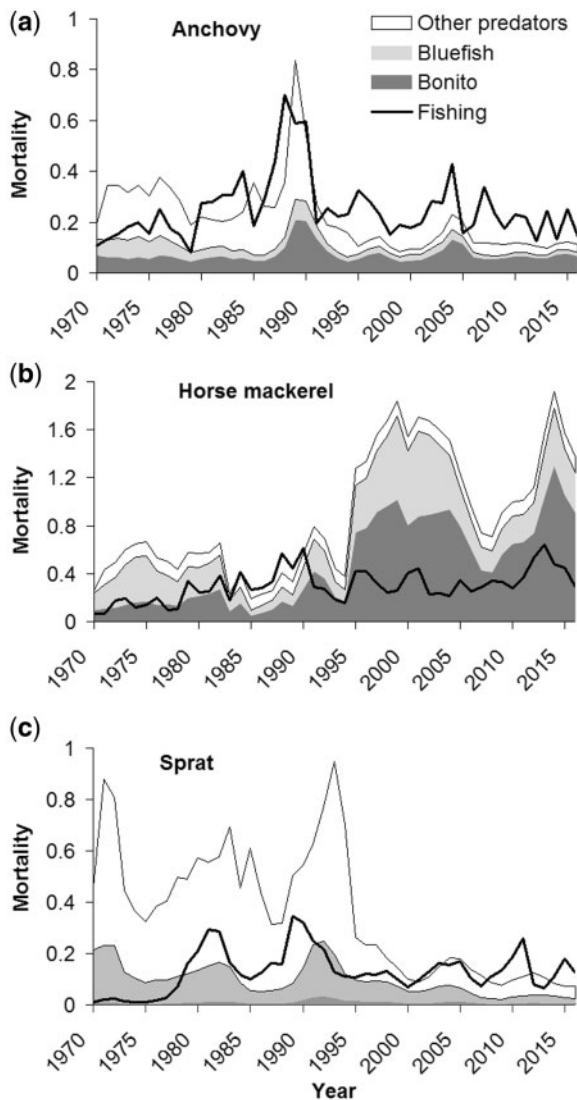 (a)
Anchovy
Other predators
Bluefish
Bonito
Fishing
Mortality
1
0.8
0.6
0.4
0.2
0
1970 1975 1980 1985 1990 1995 2000 2005 2010 2015
(b)
Horse mackerel
Mortality
2
1.6
1.2
0.8
0.4
0
1970 1975 1980 1985 1990 1995 2000 2005 2010 2015
(c)
Sprat
Mortality
1
0.8
0.6
0.4
0.2
0
1970 1975 1980 1985 1990 1995 2000 2005 2010 2015
Year